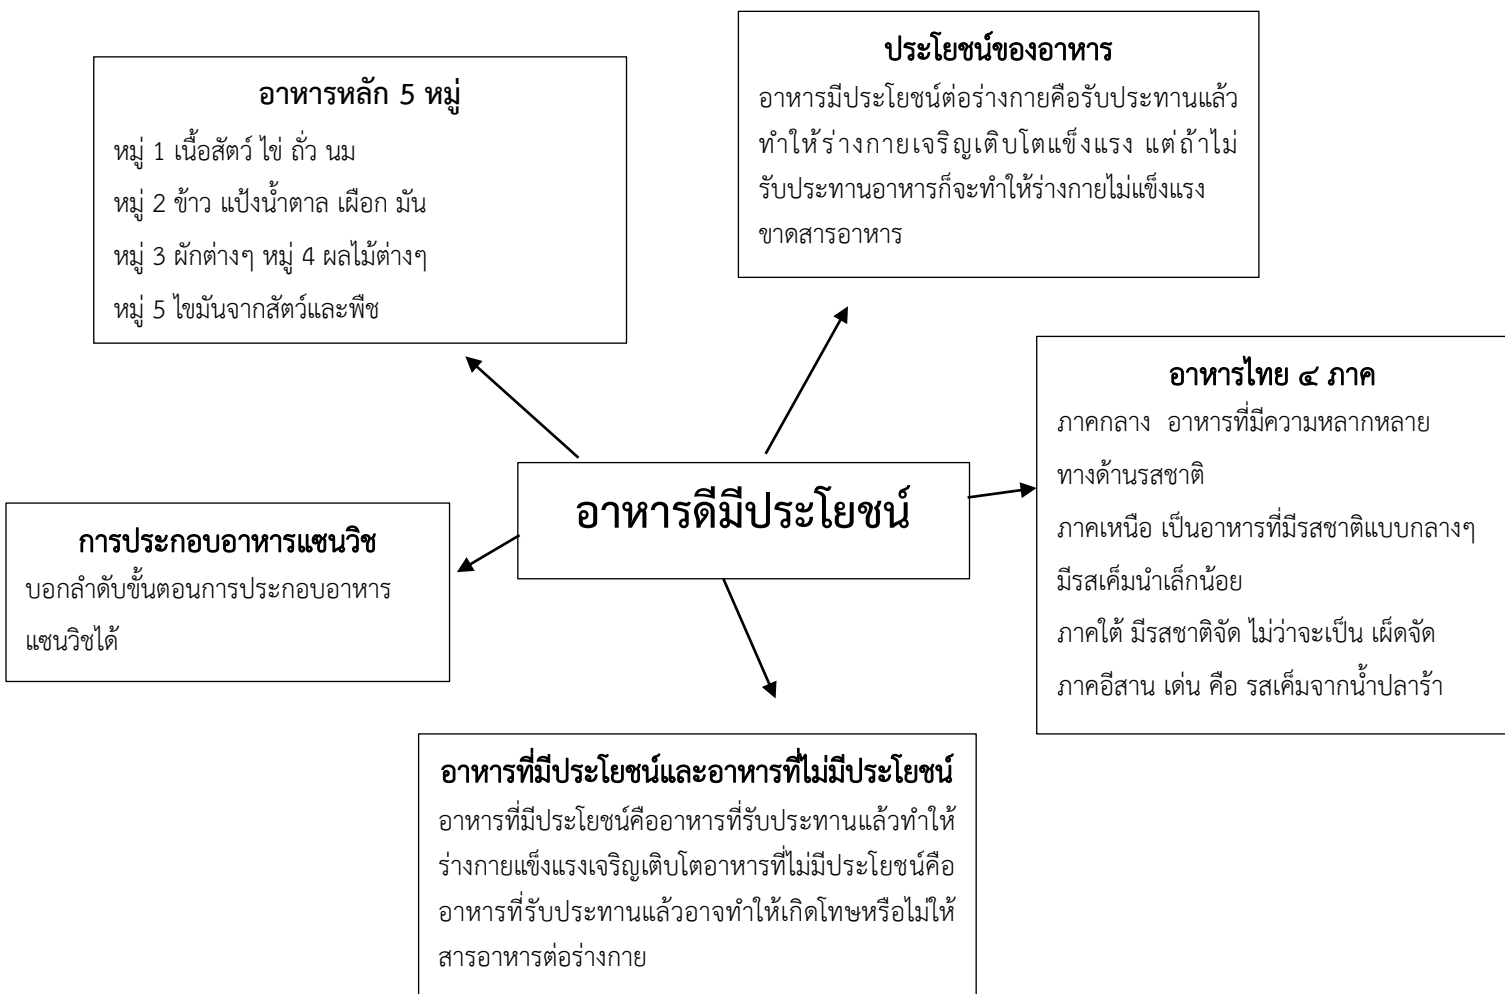 ประโยชน์ของอาหาร
อาหารมีประโยชน์ต่อร่างกายคือรับประทานแล้ว
ทำให้ร่างกายเจริญเติบโตแข็งแรง แต่ถ้าไม่
รับประทานอาหารก็จะทำให้ร่างกายไม่แข็งแรง
ขาดสารอาหาร
อาหารหลัก 5 หมู่
หมู่ 1 เนื้อสัตว์ ไข่ ถั่ว นม
หมู่ 2 ข้าว แป้งน้ำตาล เผือก มัน
หมู่ 3 ผักต่างๆ หมู่ 4 ผลไม้ต่างๆ
หมู่ 5 ไขมันจากสัตว์และพืช
อาหารไทย ๔ ภาค
ภาคกลาง อาหารที่มีความหลากหลาย
ทางด้านรสชาติ
ภาคเหนือ เป็นอาหารที่มีรสชาติแบบกลางๆ
มีรสเค็มนำเล็กน้อย
ภาคใต้ มีรสชาติจัด ไม่ว่าจะเป็น เผ็ดจัด
ภาคอีสาน เด่น คือ รสเค็มจากน้ำปลาร้า
อาหารดีมีประโยชน์
การประกอบอาหารแซนวิช
บอกลำดับขั้นตอนการประกอบอาหาร
แซนวิชได้
อาหารที่มีประโยชน์และอาหารที่ไม่มีประโยชน์
อาหารที่มีประโยชน์คืออาหารที่รับประทานแล้วทำให้
ร่างกายแข็งแรงเจริญเติบโตอาหารที่ไม่มีประโยชน์คือ
อาหารที่รับประทานแล้วอาจทำให้เกิดโทษหรือไม่ให้
สารอาหารต่อร่างกาย